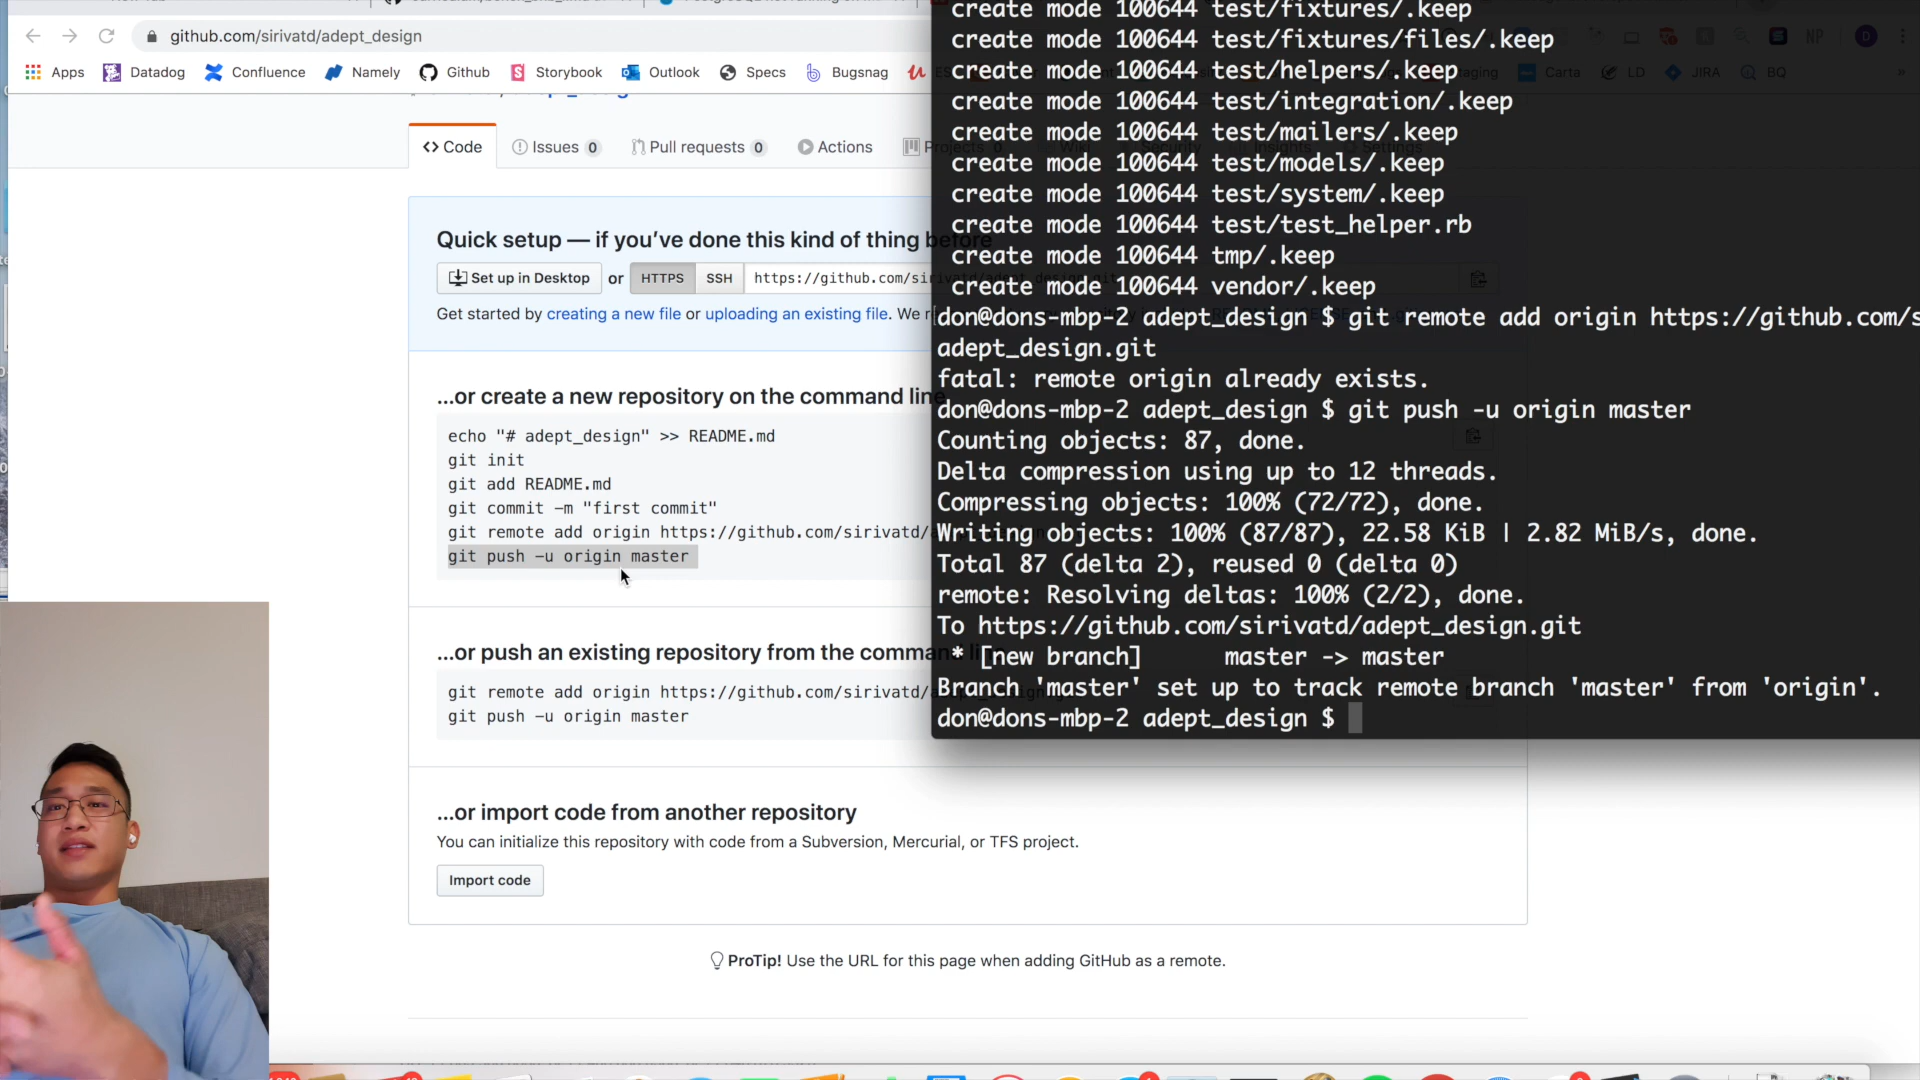 github.com/sirivatd/adept_design
Apps
Datadog
Confluence
Namely
Github
Storybook
Outlook
Specs
Bugsnag
Carta
LD
JIRA
BQ
NP
D
Code
Issues 0
Pull requests 0
Actions
Projects 0
Security
Insights
Settings
Quick setup — if you’ve done this kind of thing before
Set up in Desktop
or
HTTPS
SSH
https://github.com/sirivatd/adept_design.git
Get started by creating a new file or uploading an existing file. We
...or create a new repository on the command line
echo "# adept_design" >> README.md
git init
git add README.md
git commit -m "first commit"
git remote add origin https://github.com/sirivatd/
git push -u origin master
...or push an existing repository from the command line
git remote add origin https://github.com/sirivatd/
git push -u origin master
...or import code from another repository
You can initialize this repository with code from a Subversion, Mercurial, or TFS project.
Import code
ProTip! Use the URL for this page when adding GitHub as a remote.
create mode 100644 test/fixtures/.keep
create mode 100644 test/fixtures/files/.keep
create mode 100644 test/helpers/.keep
create mode 100644 test/integration/.keep
create mode 100644 test/mailers/.keep
create mode 100644 test/models/.keep
create mode 100644 test/system/.keep
create mode 100644 test/test_helper.rb
create mode 100644 tmp/.keep
create mode 100644 vendor/.keep
don@dons-mbp-2 adept_design $ git remote add origin https://github.com/s
adept_design.git
fatal: remote origin already exists.
don@dons-mbp-2 adept_design $ git push -u origin master
Counting objects: 87, done.
Delta compression using up to 12 threads.
Compressing objects: 100% (72/72), done.
Writing objects: 100% (87/87), 22.58 KiB | 2.82 MiB/s, done.
Total 87 (delta 2), reused 0 (delta 0)
remote: Resolving deltas: 100% (2/2), done.
To https://github.com/sirivatd/adept_design.git
* [new branch] master -> master
Branch 'master' set up to track remote branch 'master' from 'origin'.
don@dons-mbp-2 adept_design $